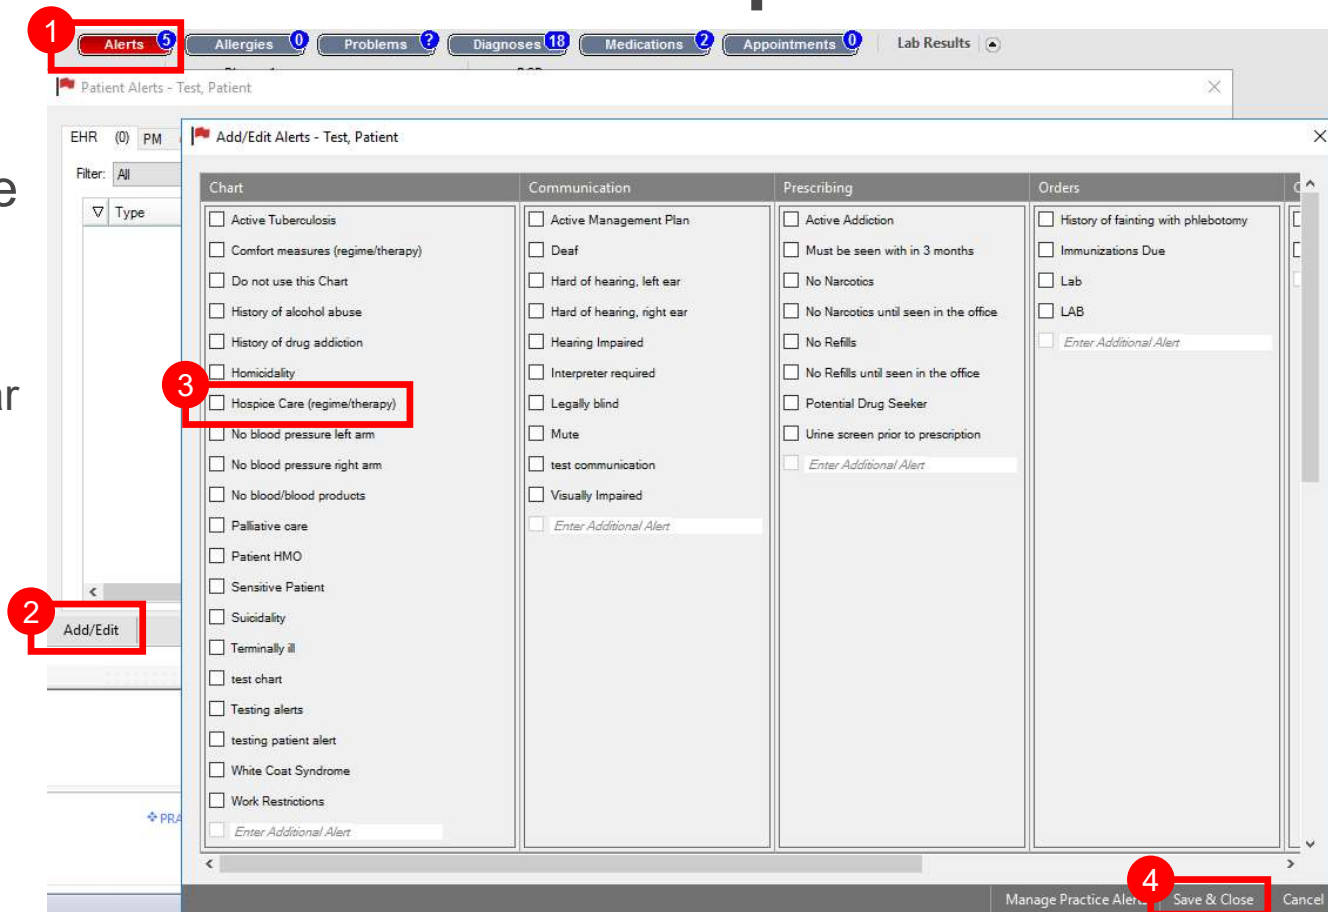 1
Alerts 5 Allergies 0 Problems ? Diagnoses 18 Medications 2 Appointments 0 Lab Results
Patient Alerts - Test, Patient
EHR (0) PM
Add/Edit Alerts - Test, Patient
Filter: All
Type
Chart
Active Tuberculosis
Comfort measures (regime/therapy)
Do not use this Chart
History of alcohol abuse
History of drug addiction
Homicidality
3
Hospice Care (regime/therapy)
No blood pressure left arm
No blood pressure right arm
No blood/blood products
Palliative care
Patient HMO
Sensitive Patient
Suicidality
Terminally ill
test chart
Testing alerts
testing patient alert
White Coat Syndrome
Work Restrictions
Enter Additional Alert
Communication
Active Management Plan
Deaf
Hard of hearing, left ear
Hard of hearing, right ear
Hearing Impaired
Interpreter required
Legally blind
Mute
test communication
Visually Impaired
Enter Additional Alert
Prescribing
Active Addiction
Must be seen with in 3 months
No Narcotics
No Narcotics until seen in the office
No Refills
No Refills until seen in the office
Potential Drug Seeker
Urine screen prior to prescription
Enter Additional Alert
Orders
History of fainting with phlebotomy
Immunizations Due
Lab
LAB
Enter Additional Alert
2
Add/Edit
PRA
4
Manage Practice Alerts Save & Close Cancel